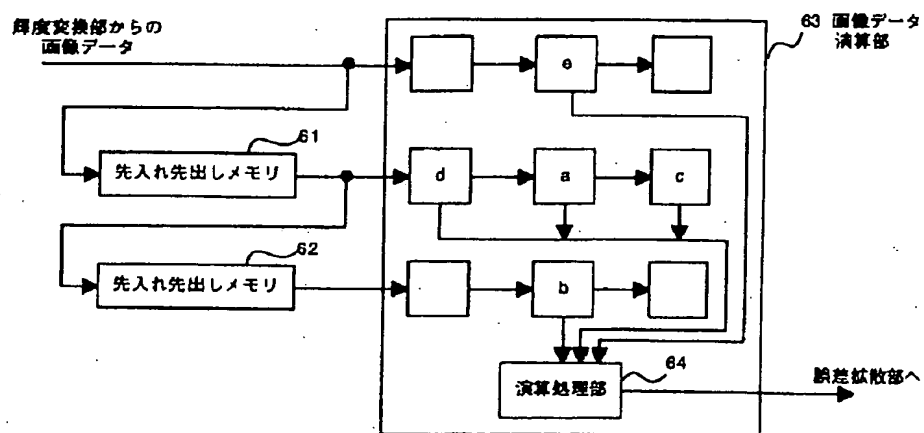 輝度変換部からの
画像データ
63 画像データ
演算部
e
61
先入れ先出しメモリ
d
a
c
62
先入れ先出しメモリ
b
64
演算処理部
誤差拡散部へ